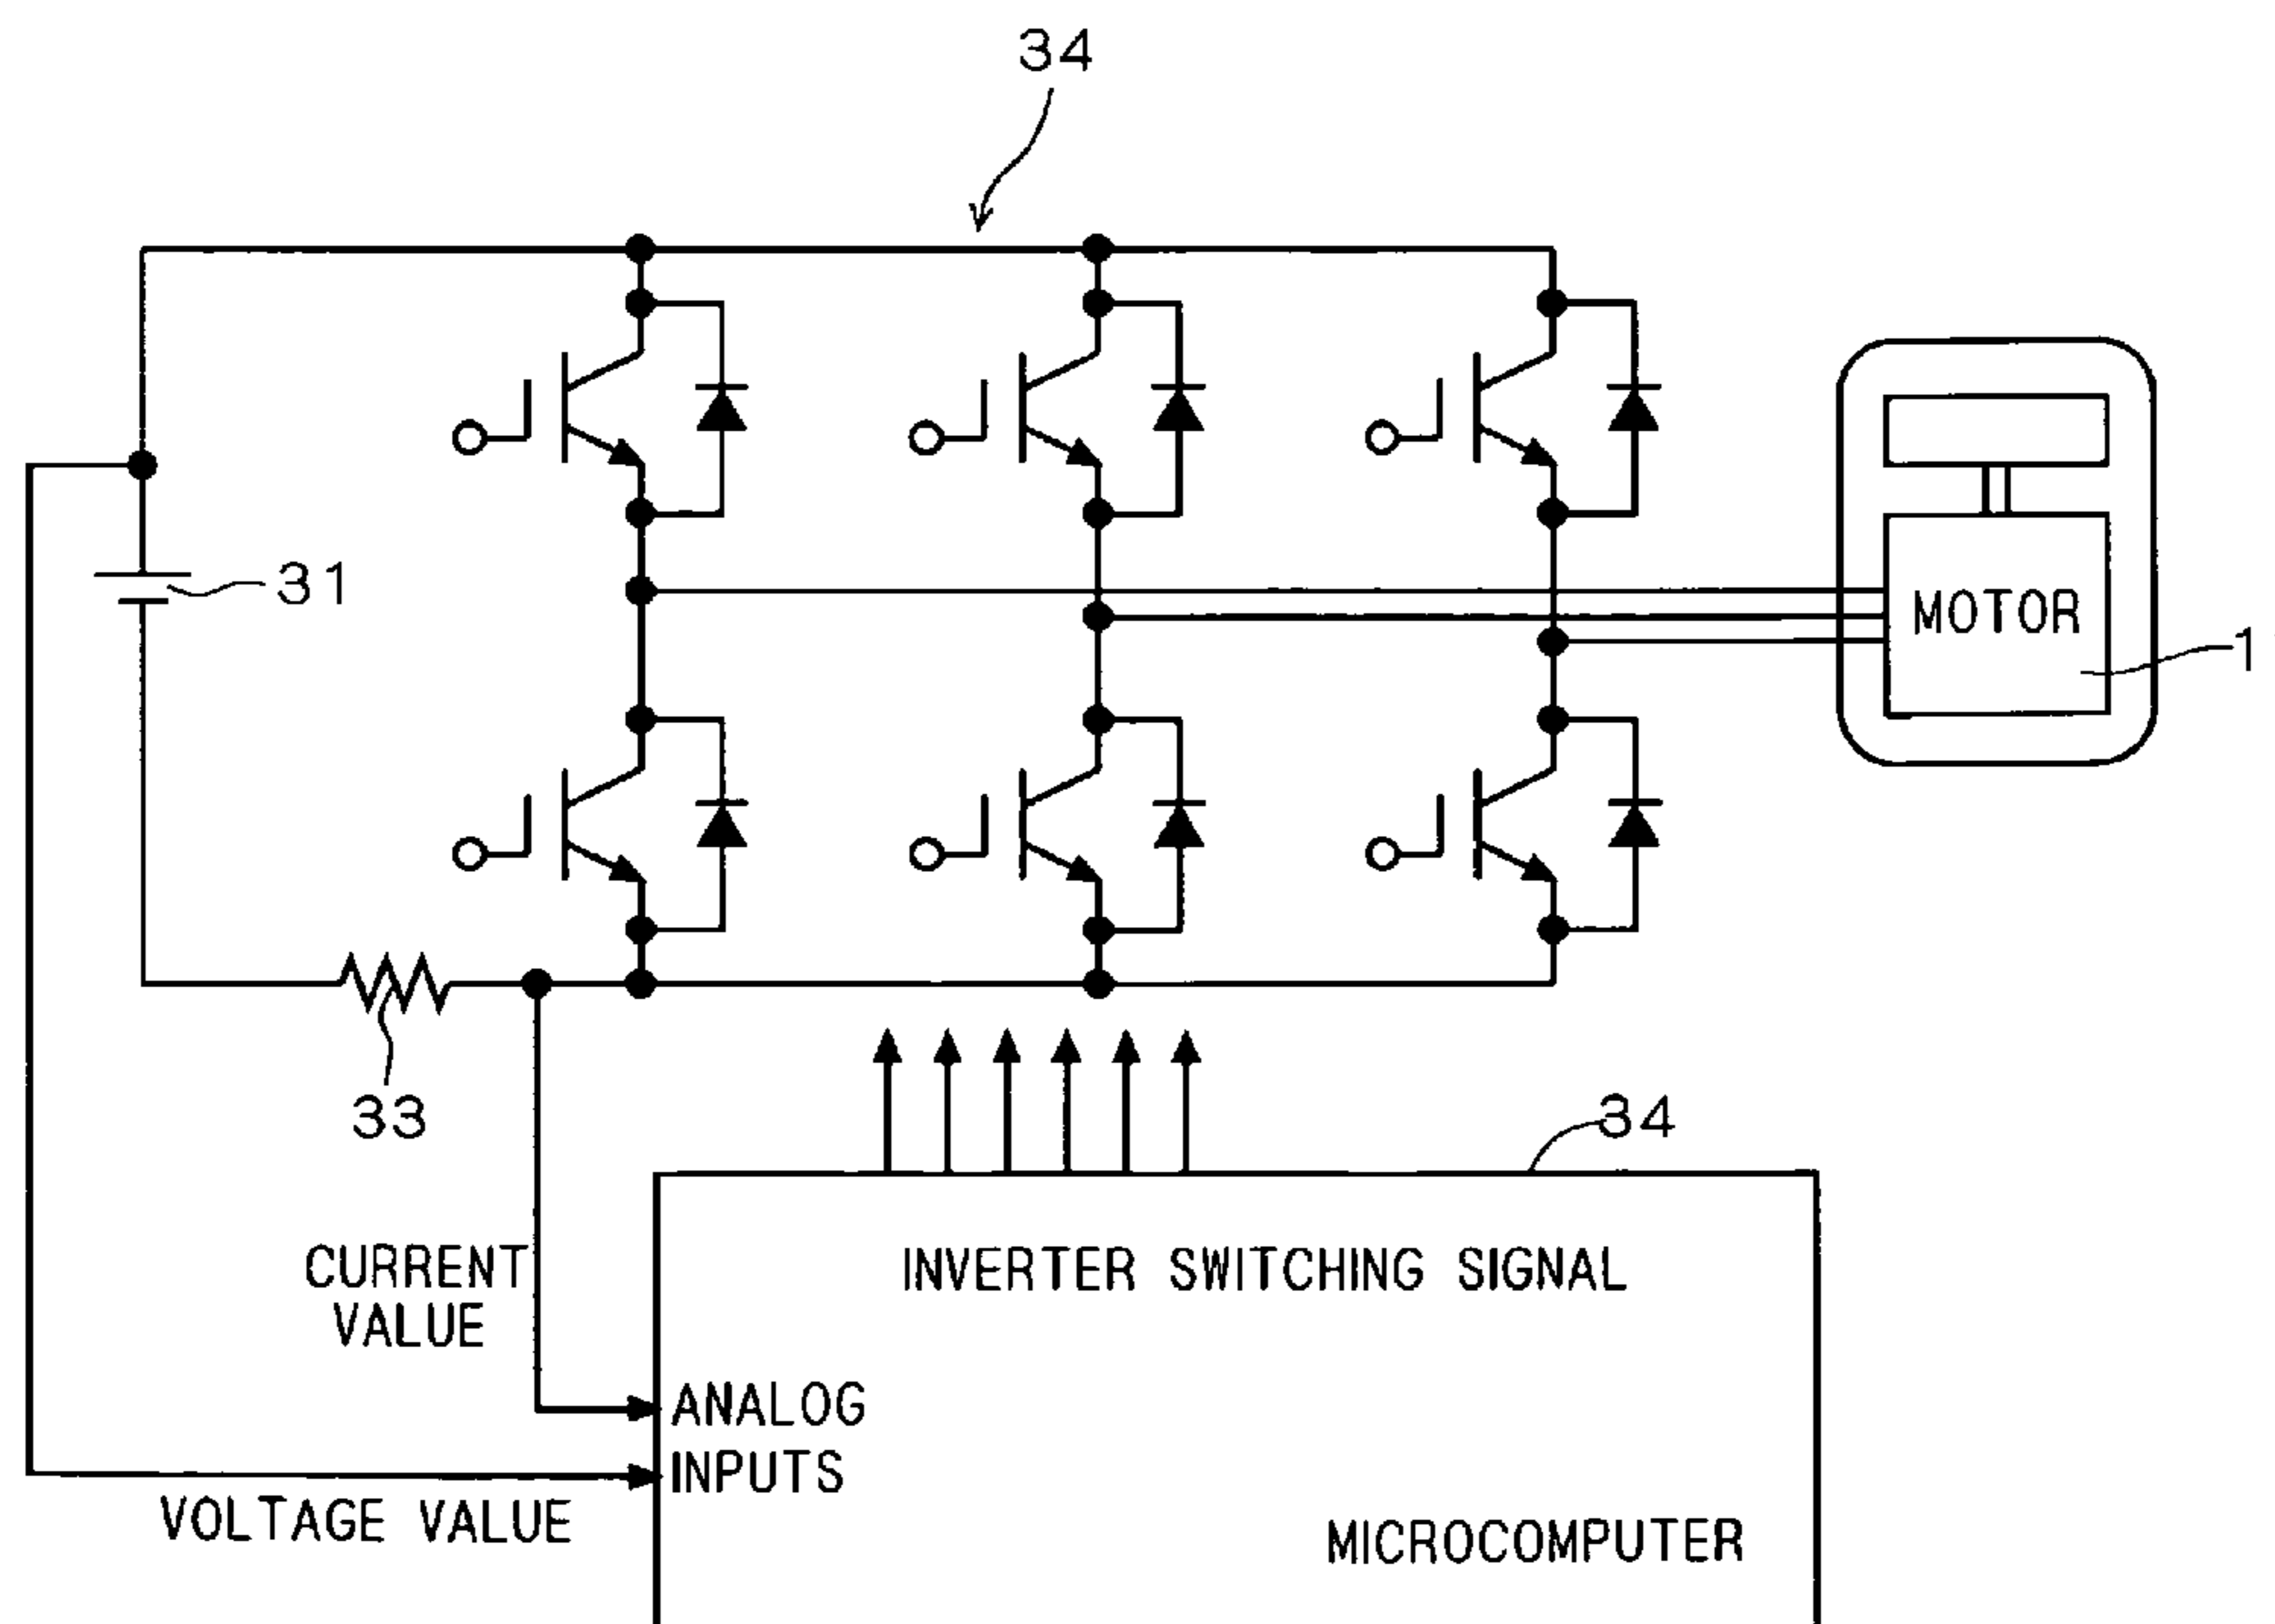 34
31
MOTOR
1
33
34
CURRENT
VALUE
INVERTER SWITCHING SIGNAL
ANALOG
INPUTS
VOLTAGE VALUE
MICROCOMPUTER